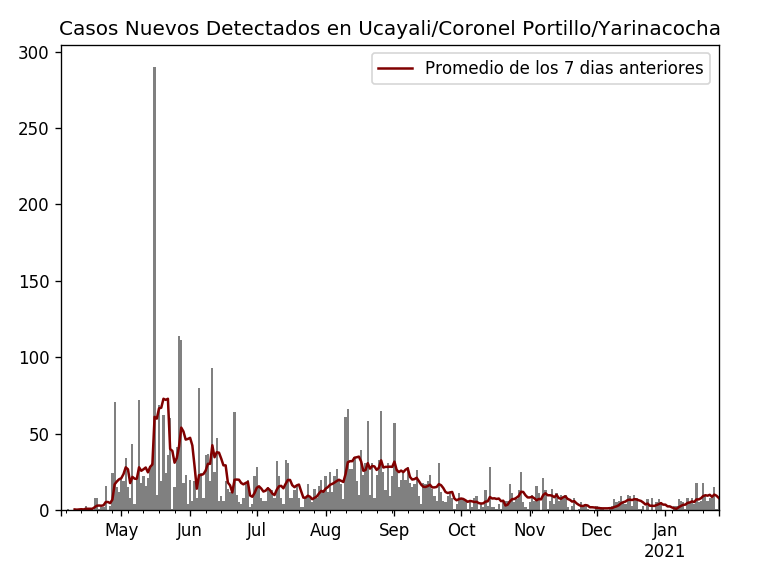 Casos Nuevos Detectados en Ucayali/Coronel Portillo/Yarinacocha
Promedio de los 7 dias anteriores
300
250
200
150
100
50
0
May Jun Jul Aug Sep Oct Nov Dec Jan
2021